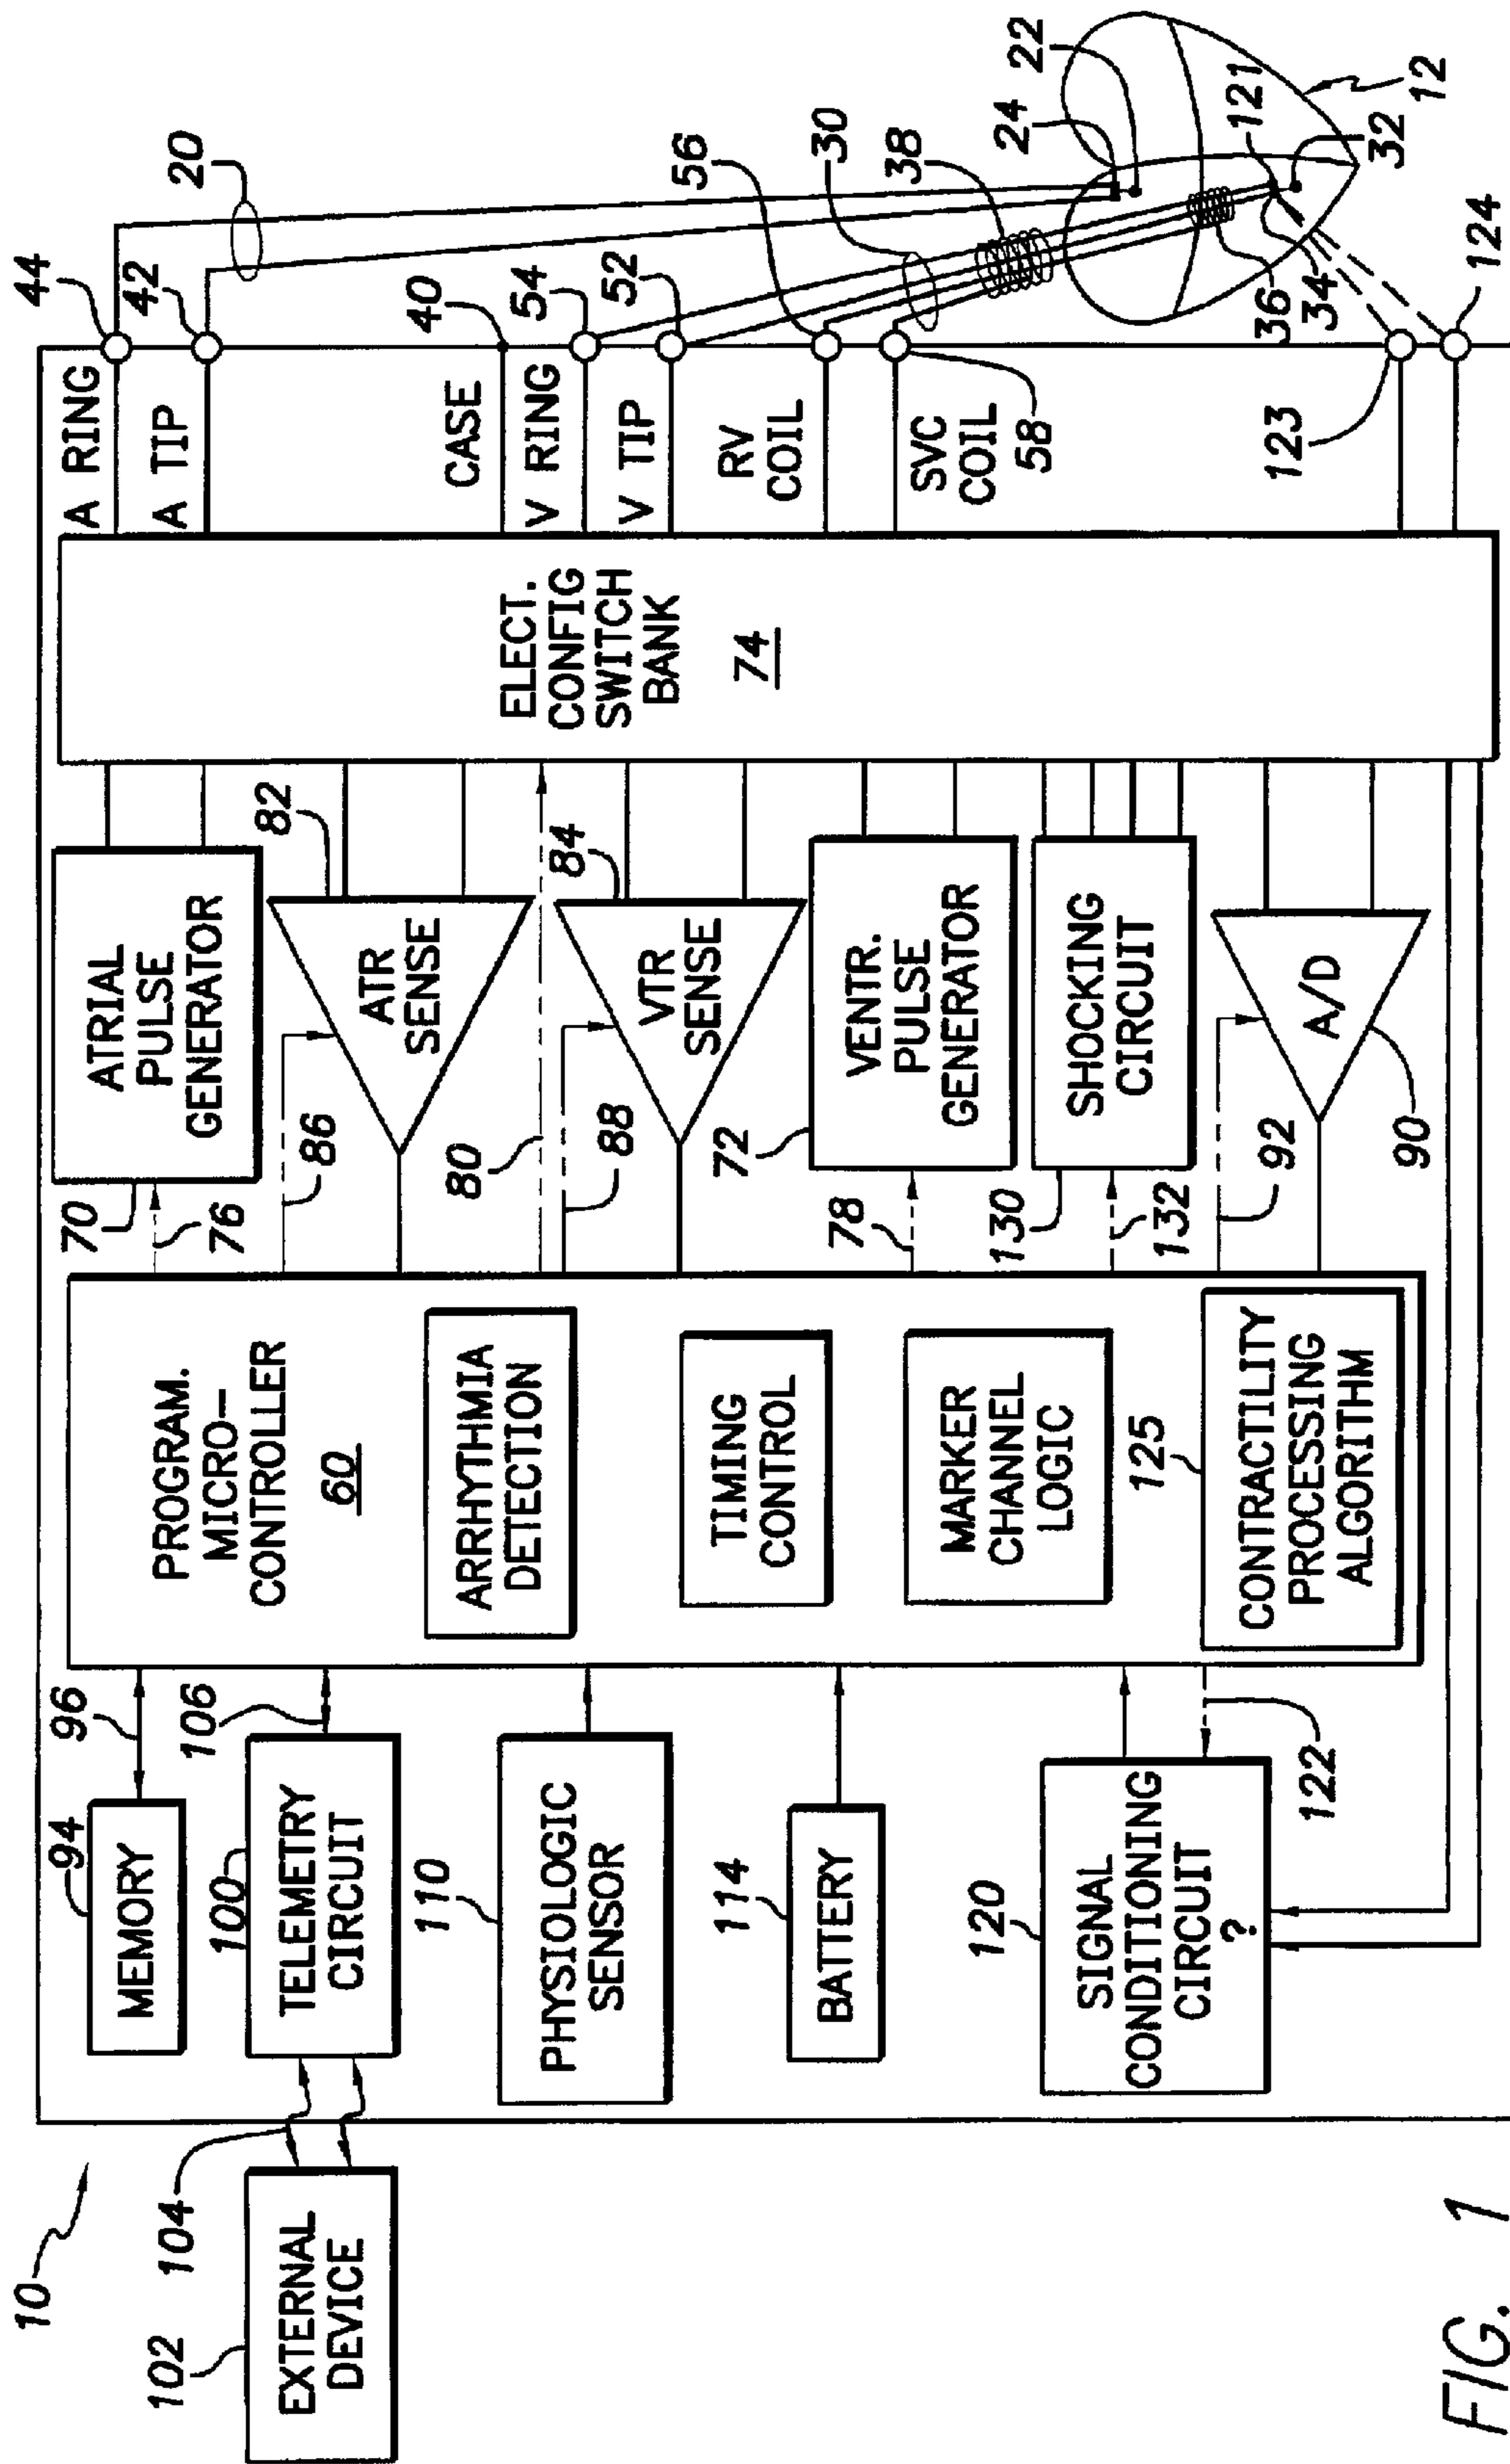 10
102
EXTERNAL
DEVICE
104
94
MEMORY
96
100
TELEMETRY
CIRCUIT
106
110
PHYSIOLOGIC
SENSOR
114
BATTERY
120
SIGNAL
CONDITIONING
CIRCUIT
?
122
PROGRAM.
MICRO-
CONTROLLER
60
ARRHYTHMIA
DETECTION
TIMING
CONTROL
MARKER
CHANNEL
LOGIC
125
CONTRACTILITY
PROCESSING
ALGORITHM
70
76
ATRIAL
PULSE
GENERATOR
86
ATR
SENSE
82
80
88
VTR
SENSE
84
72
78
VENTR.
PULSE
GENERATOR
130
132
SHOCKING
CIRCUIT
92
A/D
90
ELECT.
CONFIG
SWITCH
BANK
74
A RING
A TIP
CASE
V RING
V TIP
RV
COIL
SVC
COIL
58
123
44
42
40
54
52
56
20
30
38
24
22
36
34
121
32
12
124
FIG. 1